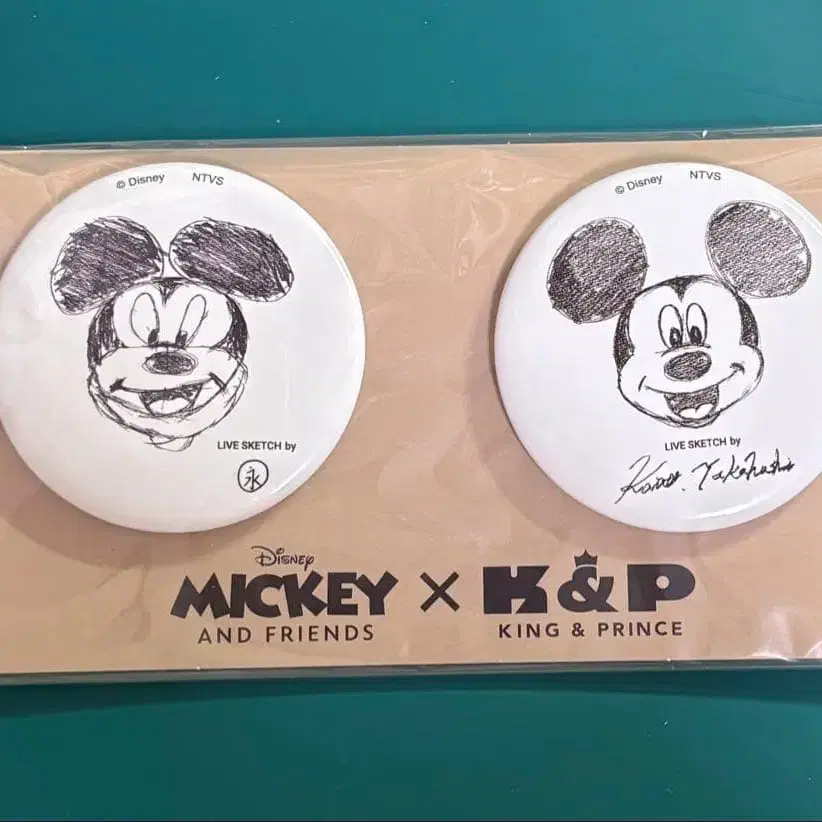 © Disney NTVS
LIVE SKETCH by
永
© Disney NTVS
LIVE SKETCH by
Kaito. Takahashi
Disney
MICKEY × K&P
AND FRIENDS KING & PRINCE